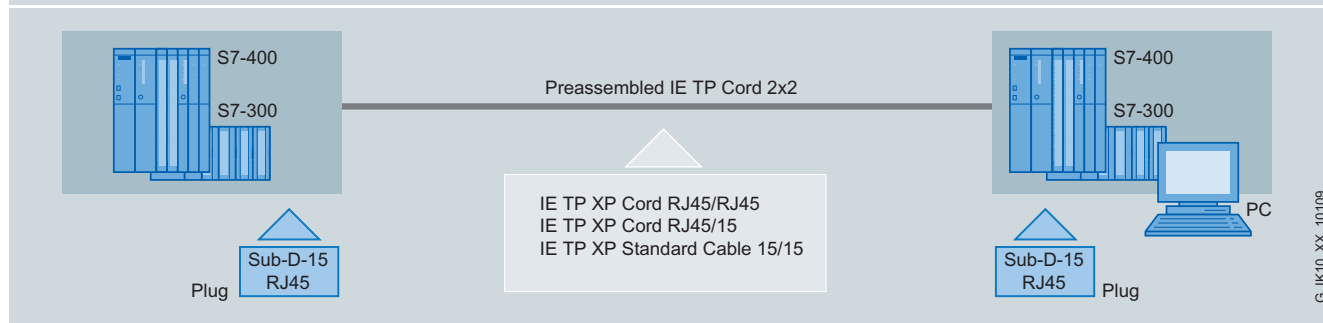 S7-400
S7-300
Preassembled IE TP Cord 2x2
S7-400
S7-300
PC
IE TP XP Cord RJ45/RJ45
IE TP XP Cord RJ45/15
IE TP XP Standard Cable 15/15
Sub-D-15
RJ45
Plug
Sub-D-15
RJ45
Plug
G_IK10_XX_10109